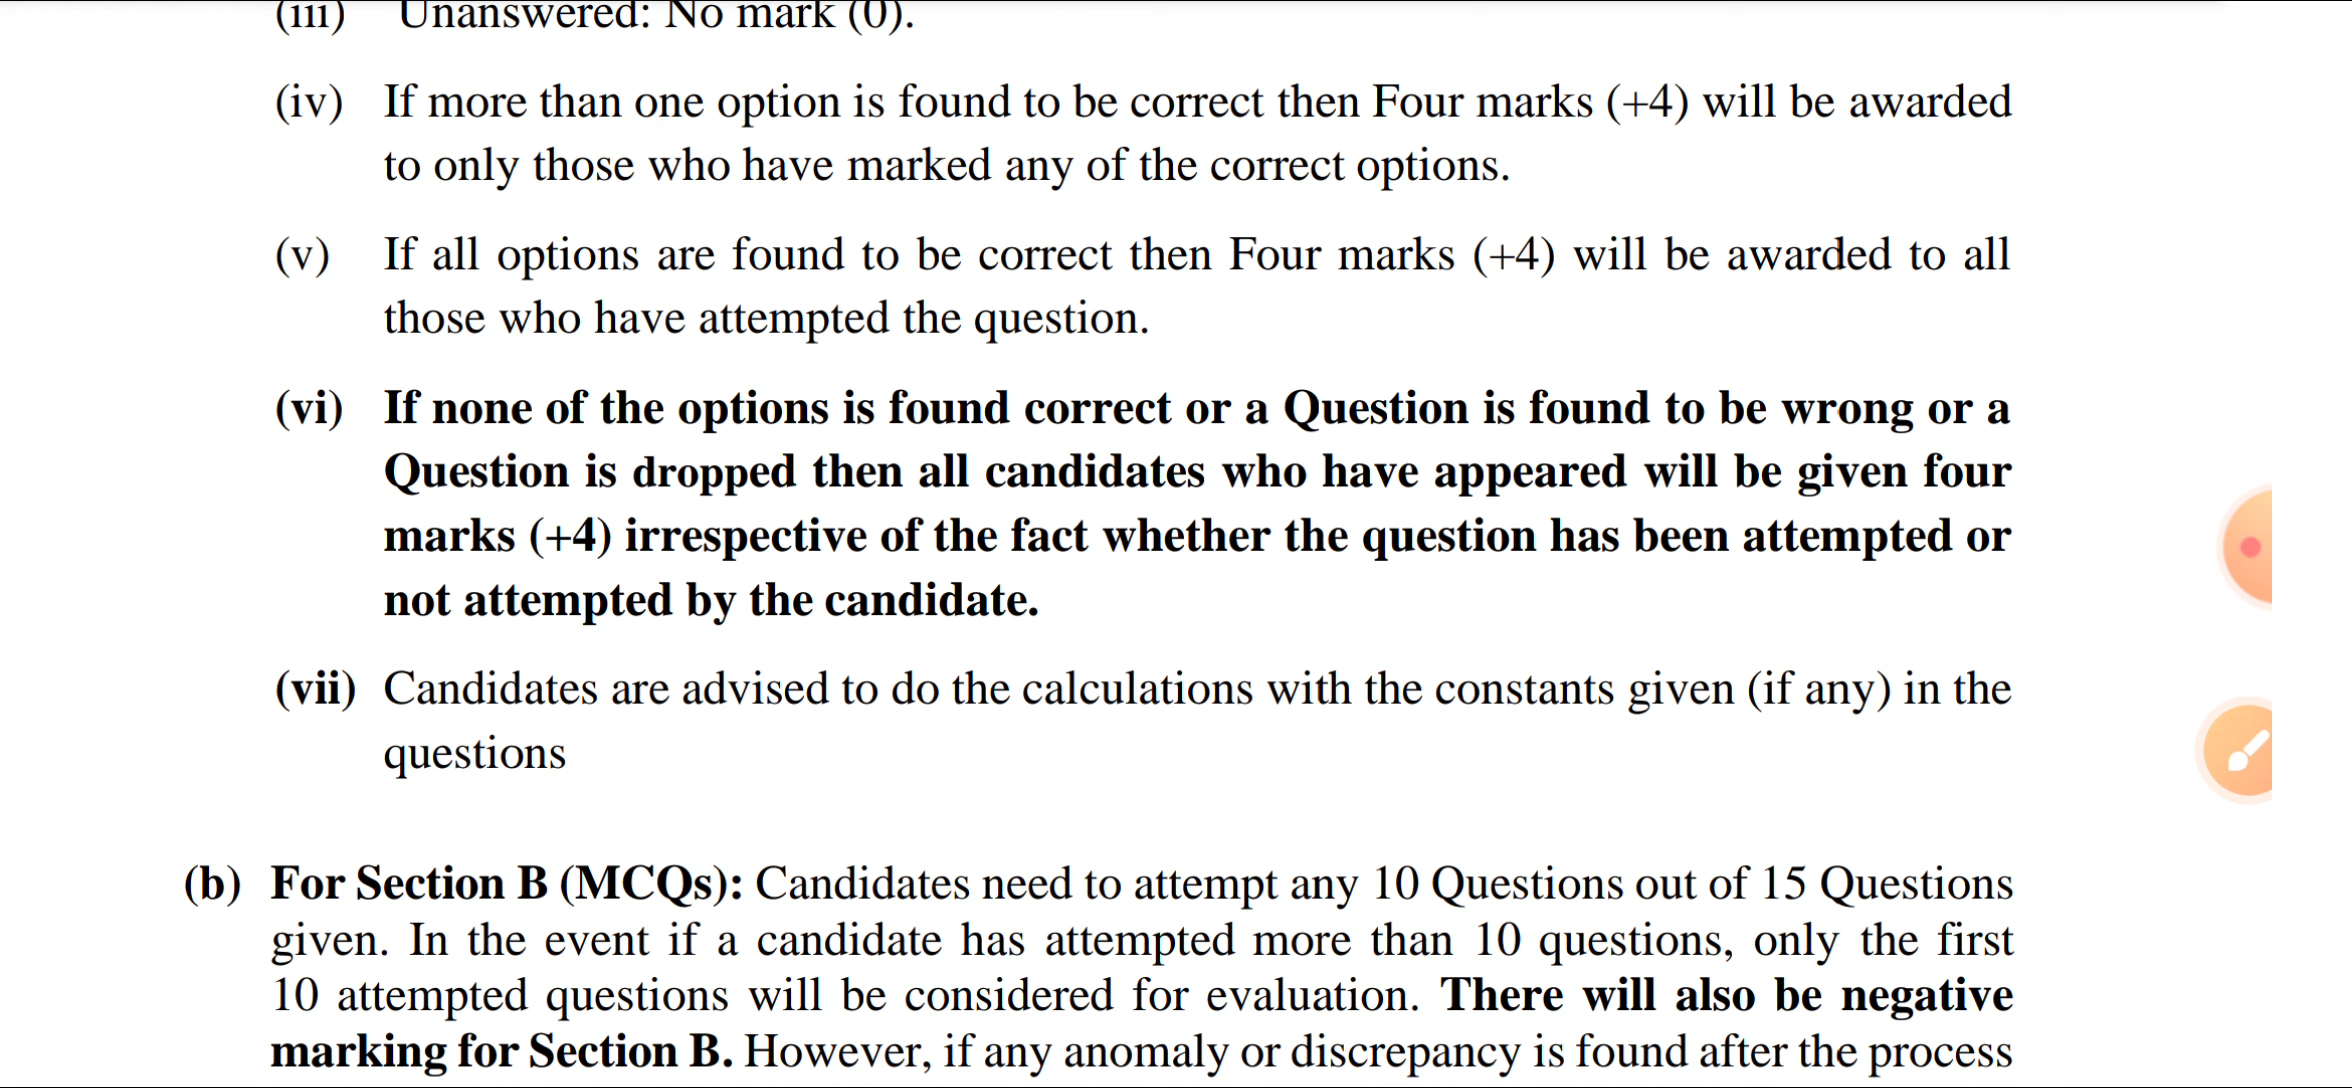 (iii) Unanswered: No mark (0).
(iv) If more than one option is found to be correct then Four marks (+4) will be awarded
to only those who have marked any of the correct options.
(v) If all options are found to be correct then Four marks (+4) will be awarded to all
those who have attempted the question.
(vi) If none of the options is found correct or a Question is found to be wrong or a
Question is dropped then all candidates who have appeared will be given four
marks (+4) irrespective of the fact whether the question has been attempted or
not attempted by the candidate.
(vii) Candidates are advised to do the calculations with the constants given (if any) in the
questions
(b) For Section B (MCQs): Candidates need to attempt any 10 Questions out of 15 Questions
given. In the event if a candidate has attempted more than 10 questions, only the first
10 attempted questions will be considered for evaluation. There will also be negative
marking for Section B. However, if any anomaly or discrepancy is found after the process